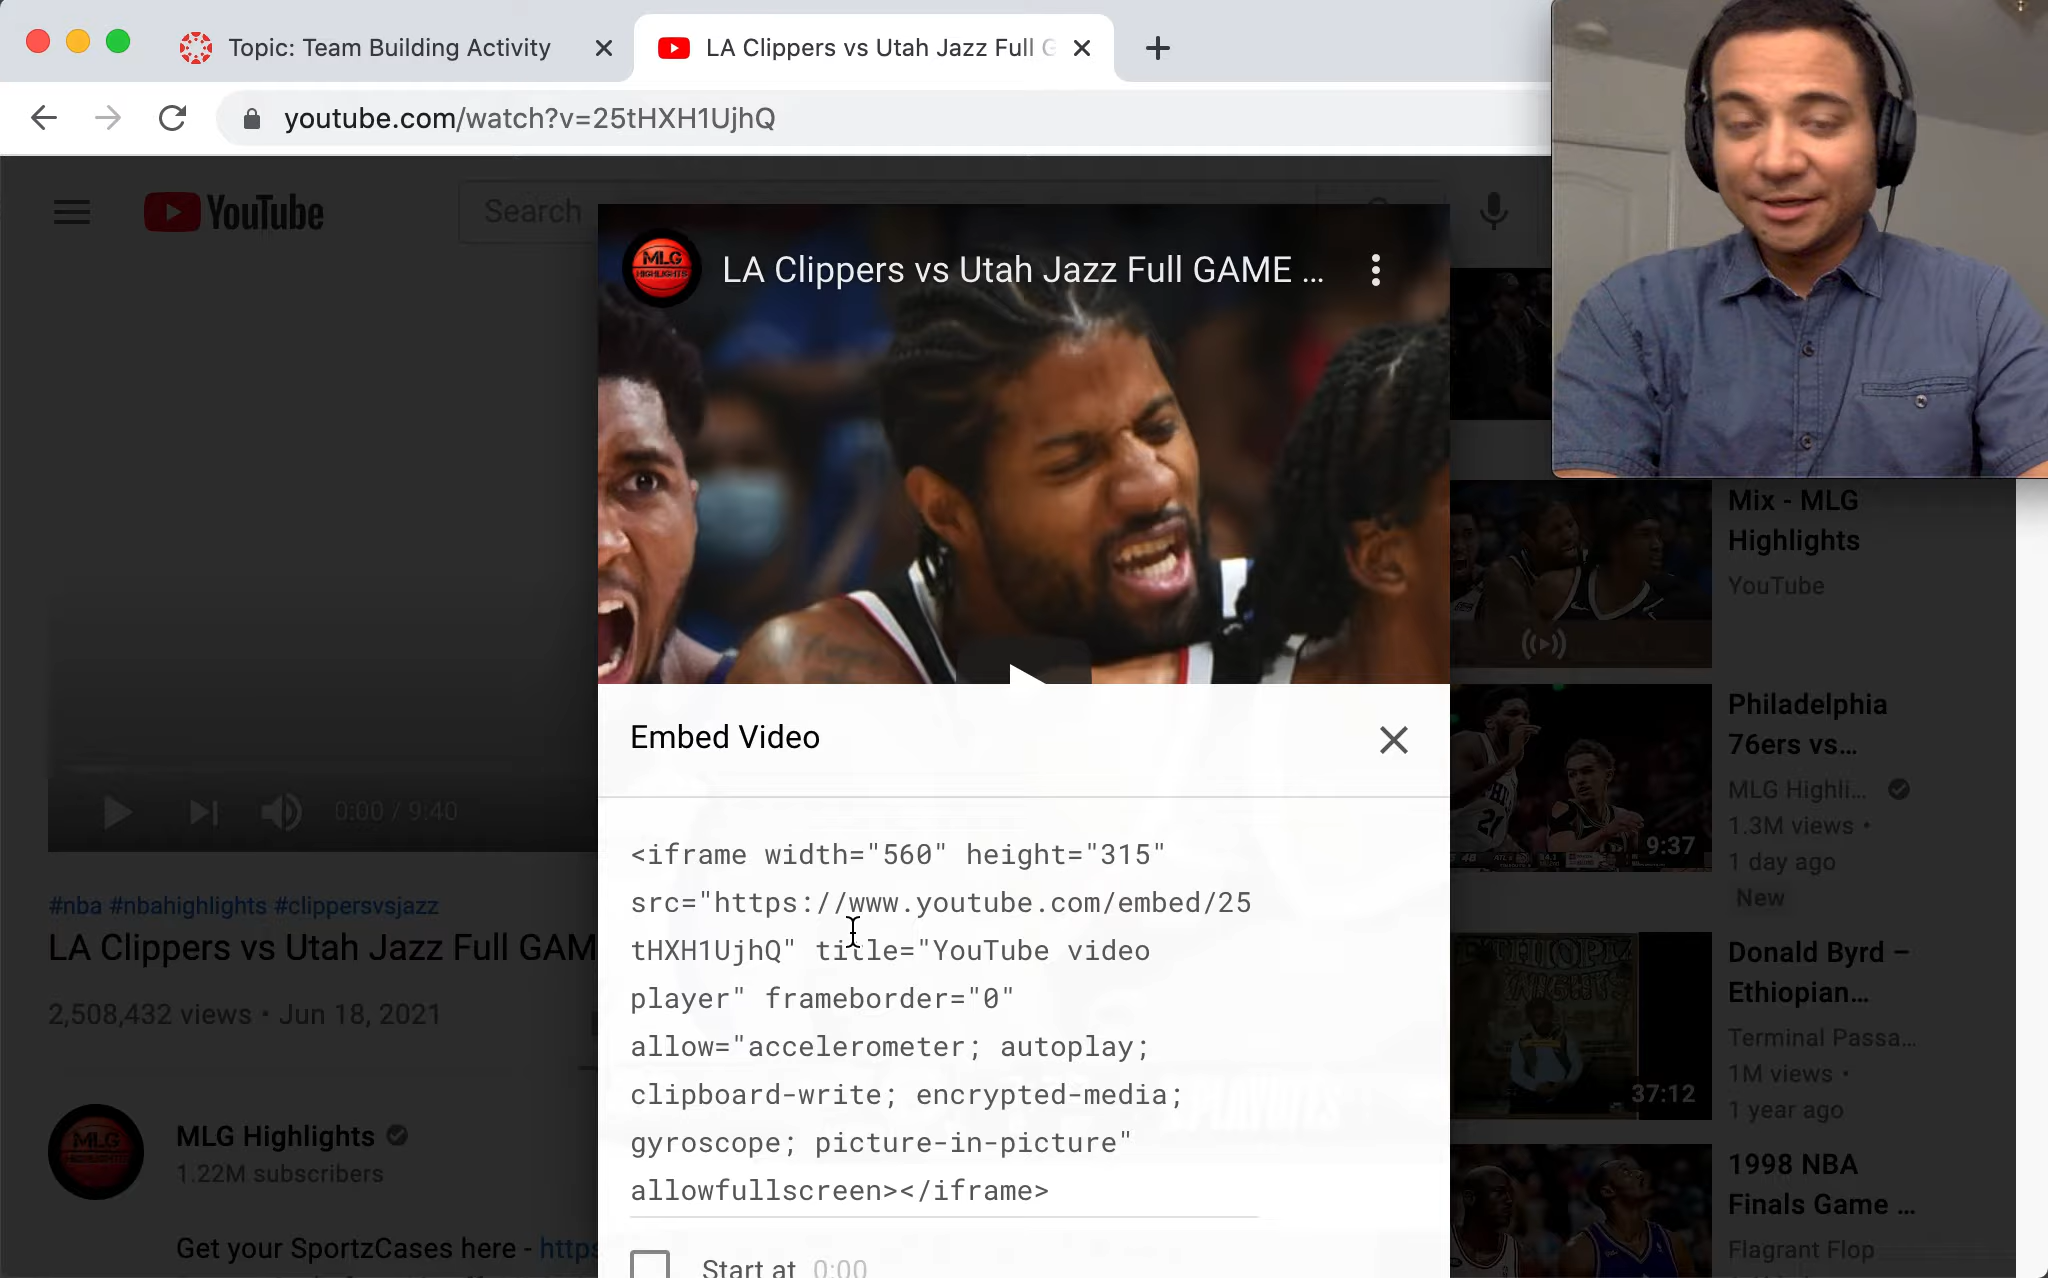 Topic: Team Building Activity
LA Clippers vs Utah Jazz Full G
youtube.com/watch?v=25tHXH1UjhQ
YouTube
Search
MLG
HIGHLIGHTS
LA Clippers vs Utah Jazz Full GAME ...
Embed Video
<iframe width="560" height="315"
src="https://www.youtube.com/embed/25
tHXH1UjhQ" title="YouTube video
player" frameborder="0"
allow="accelerometer; autoplay;
clipboard-write; encrypted-media;
gyroscope; picture-in-picture"
allowfullscreen></iframe>
Start at 0:00
0:00 / 9:40
#nba #nbahighlights #clippersvsjazz
LA Clippers vs Utah Jazz Full GAM
2,508,432 views • Jun 18, 2021
MLG
MLG Highlights
1.22M subscribers
Get your SportzCases here - https
Mix - MLG
Highlights
YouTube
Philadelphia
76ers vs...
MLG Highli...
1.3M views •
1 day ago
New
21
9:37
Donald Byrd –
Ethiopian...
Terminal Passa...
1M views •
1 year ago
37:12
1998 NBA
Finals Game ...
Flagrant Flop